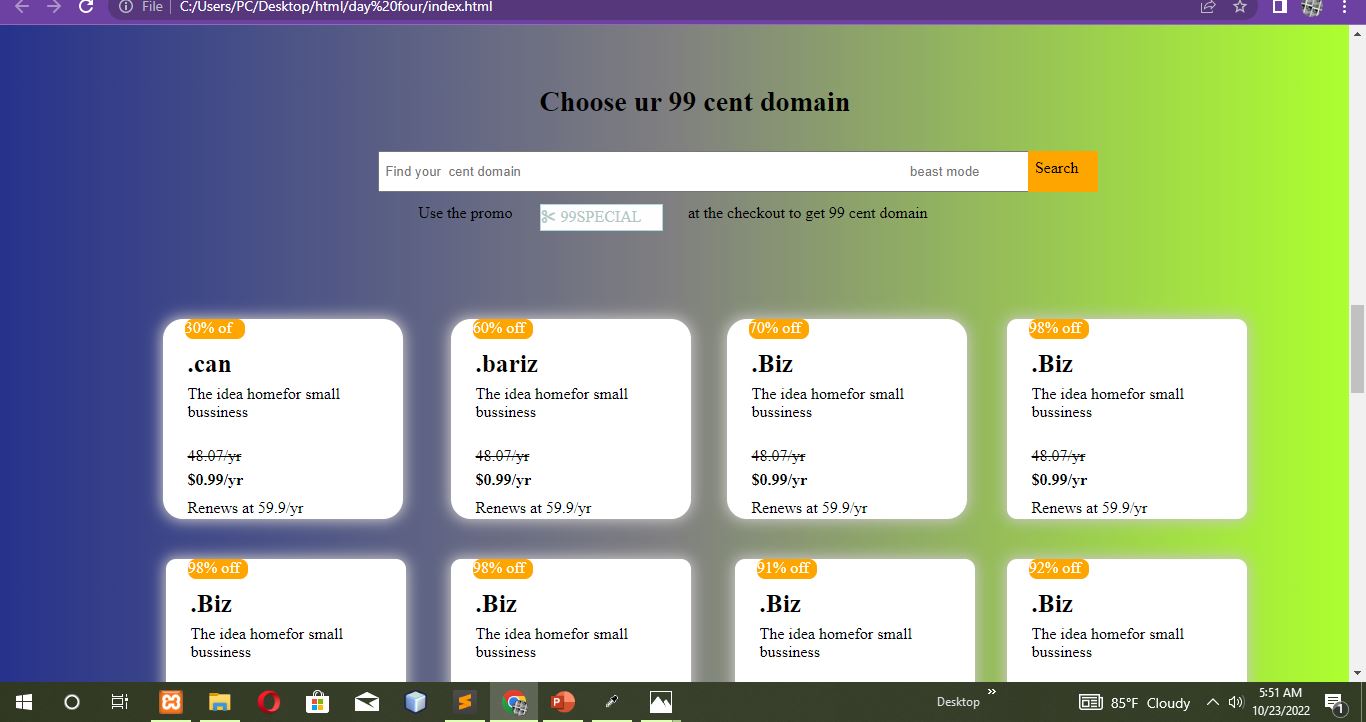 File | C:/Users/PC/Desktop/html/day%20four/index.html
Choose ur 99 cent domain
Find your cent domain beast mode Search
Use the promo 99SPECIAL at the checkout to get 99 cent domain
30% of 60% off 70% off 98% off
.can .bariz .Biz .Biz
The idea homefor small The idea homefor small The idea homefor small The idea homefor small
bussiness bussiness bussiness bussiness
48.07/yr 48.07/yr 48.07/yr 48.07/yr
$0.99/yr $0.99/yr $0.99/yr $0.99/yr
Renews at 59.9/yr Renews at 59.9/yr Renews at 59.9/yr Renews at 59.9/yr
98% off 98% off 91% off 92% off
.Biz .Biz .Biz .Biz
The idea homefor small The idea homefor small The idea homefor small The idea homefor small
bussiness bussiness bussiness bussiness
Desktop » 85°F Cloudy 5:51 AM
10/23/2022 1